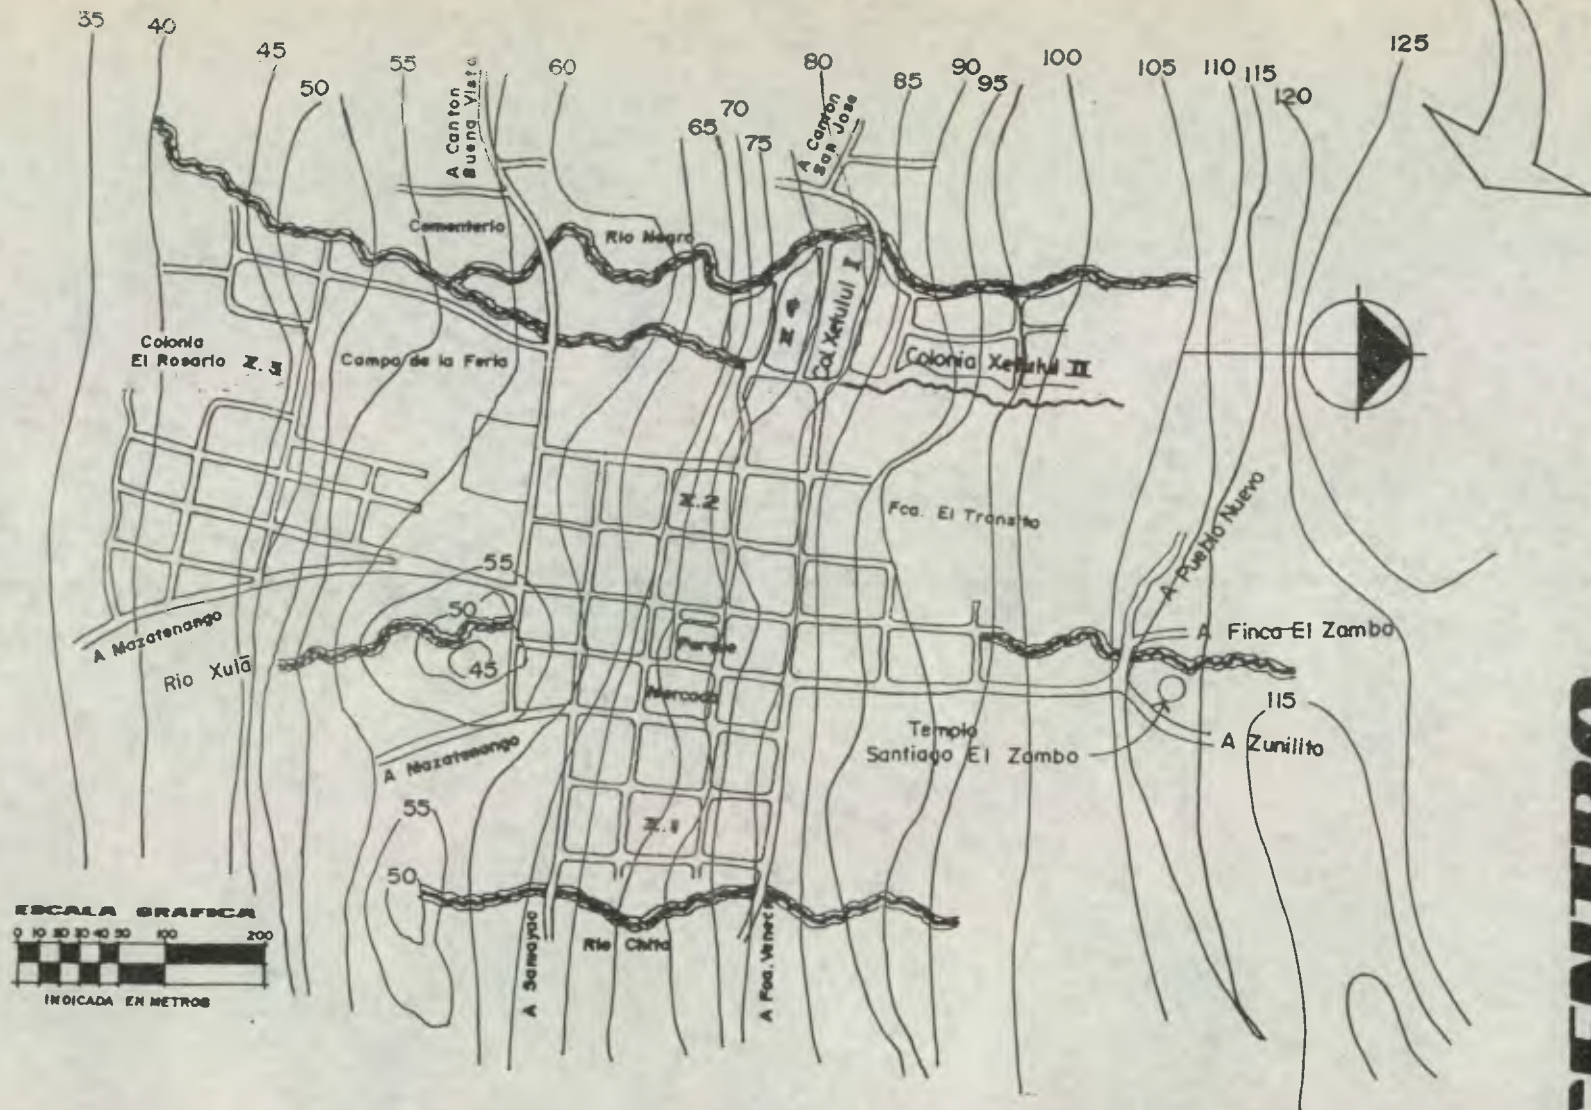 35
40
45
50
55
60
65
70
75
80
85
90
95
100
105
110
115
120
125
A Canton
Buena Vista
A Canton
San Jose
Cementerio
Rio Negro
Z 4
Col Xetulul I
Colonia Xetulul II
Colonia
El Rosario Z.3
Campo de la Feria
Z.2
Fca. El Transito
A Pueblo Nuevo
55
50
45
A Mazatenango
Rio Xulā
Parque
Mercado
A Finca El Zambo
115
Templo
Santiago El Zambo
A Zunilito
A Mazatenango
55
50
Z.1
Rio Chita
A Samayac
A Fca. Venecia
ESCALA GRAFICA
0 10 20 30 40 50 100 200
INDICADA EN METROS